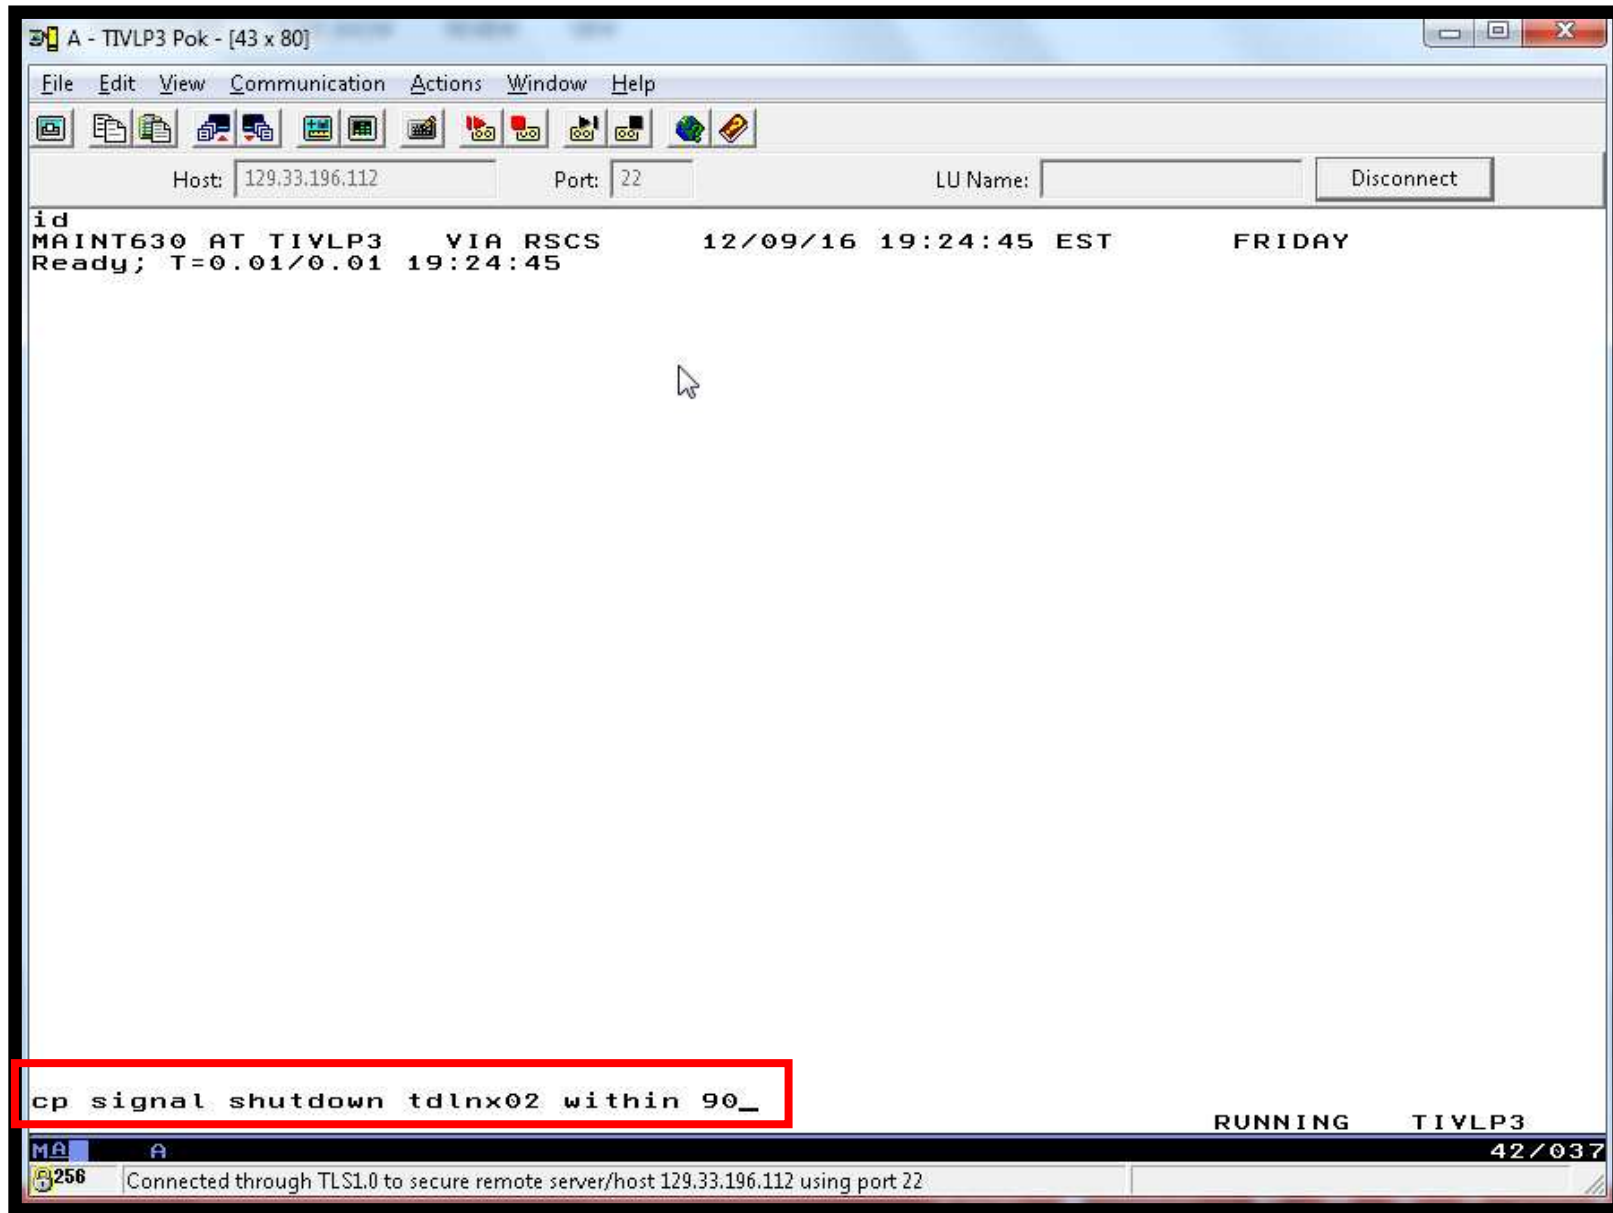 A - TIVLP3 Pok - [43 x 80]
File Edit View Communication Actions Window Help
Host: 129.33.196.112 Port: 22 LU Name: Disconnect
id
MAINT630 AT TIVLP3 VIA RSCS 12/09/16 19:24:45 EST FRIDAY
Ready; T=0.01/0.01 19:24:45
cp signal shutdown tdlnx02 within 90_
RUNNING TIVLP3
MA A 42/037
256 Connected through TLS1.0 to secure remote server/host 129.33.196.112 using port 22